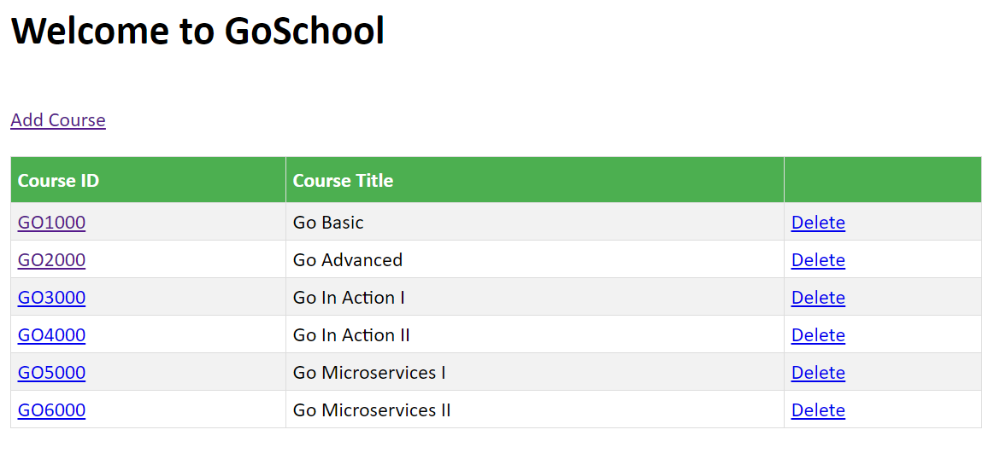 Welcome to GoSchool
Add Course
Course ID Course Title
GO1000 Go Basic Delete
GO2000 Go Advanced Delete
GO3000 Go In Action I Delete
GO4000 Go In Action II Delete
GO5000 Go Microservices I Delete
GO6000 Go Microservices II Delete